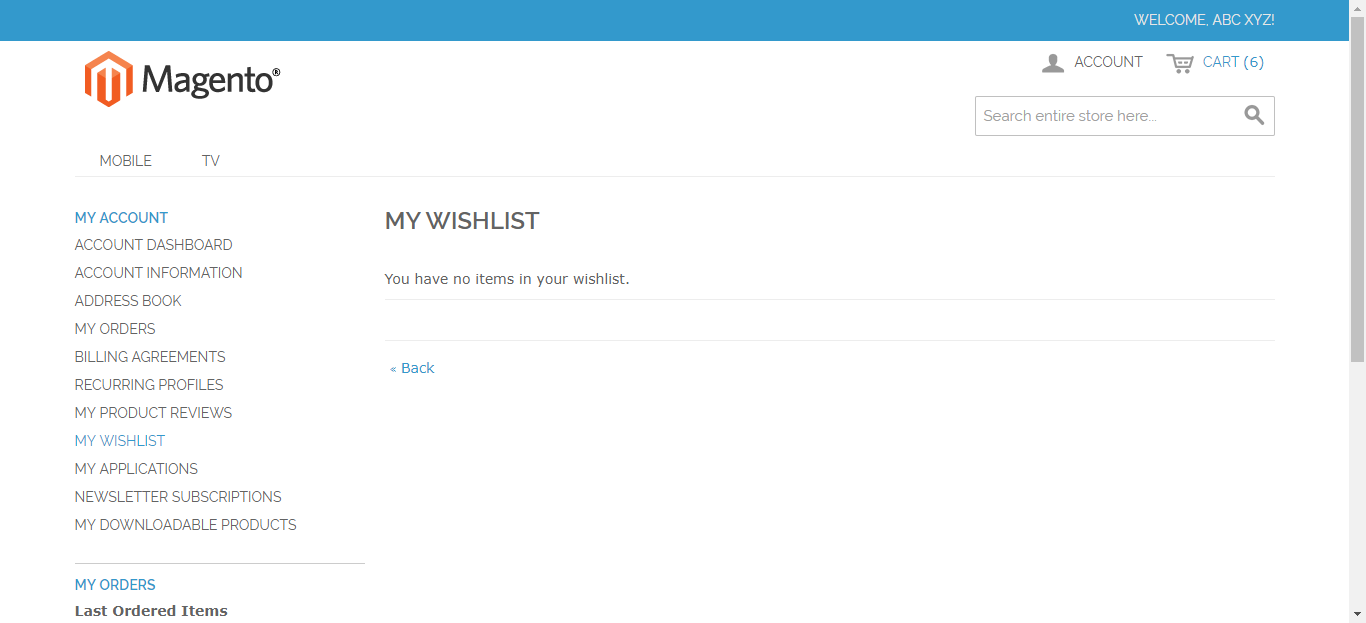 WELCOME, ABC XYZ!
Magento®
ACCOUNT
CART (6)
Search entire store here...
MOBILE
TV
MY ACCOUNT
ACCOUNT DASHBOARD
ACCOUNT INFORMATION
ADDRESS BOOK
MY ORDERS
BILLING AGREEMENTS
RECURRING PROFILES
MY PRODUCT REVIEWS
MY WISHLIST
MY APPLICATIONS
NEWSLETTER SUBSCRIPTIONS
MY DOWNLOADABLE PRODUCTS
MY ORDERS
Last Ordered Items
MY WISHLIST
You have no items in your wishlist.
« Back